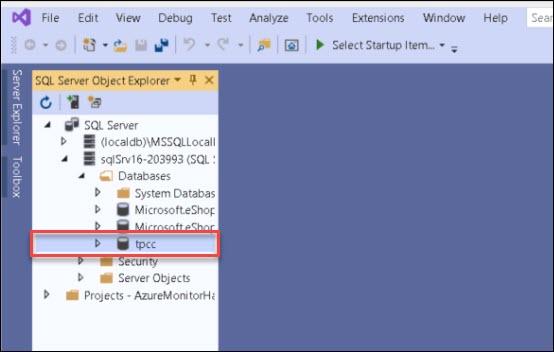 File Edit View Debug Test Analyze Tools Extensions Window Help Sea
Select Startup Item...
Server Explorer
Toolbox
SQL Server Object Explorer
SQL Server
(localdb)\MSSQLLocall
sqlSrv16-203993 (SQL S
Databases
System Databas
Microsoft.eShop
Microsoft.eShop
tpcc
Security
Server Objects
Projects - AzureMonitorHa